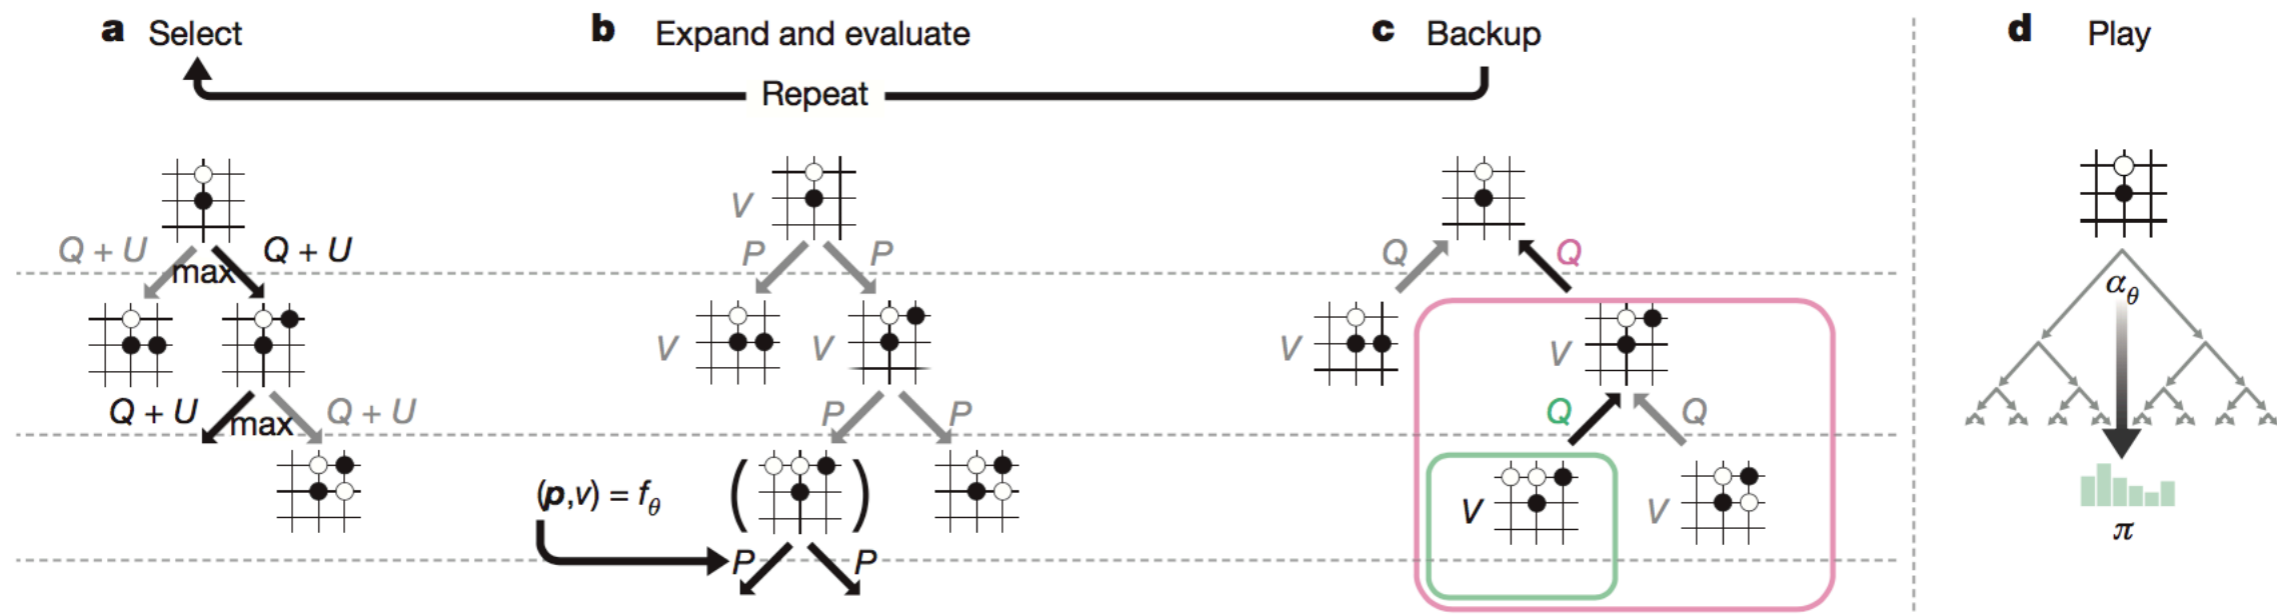 a Select
b Expand and evaluate
c Backup
d Play
Repeat
Q + U
max
Q + U
Q + U
max
Q + U
V
P
P
V
V
P
P
(p,v) = fθ
( )
P
P
Q
Q
V
V
Q
Q
V
V
αθ
π